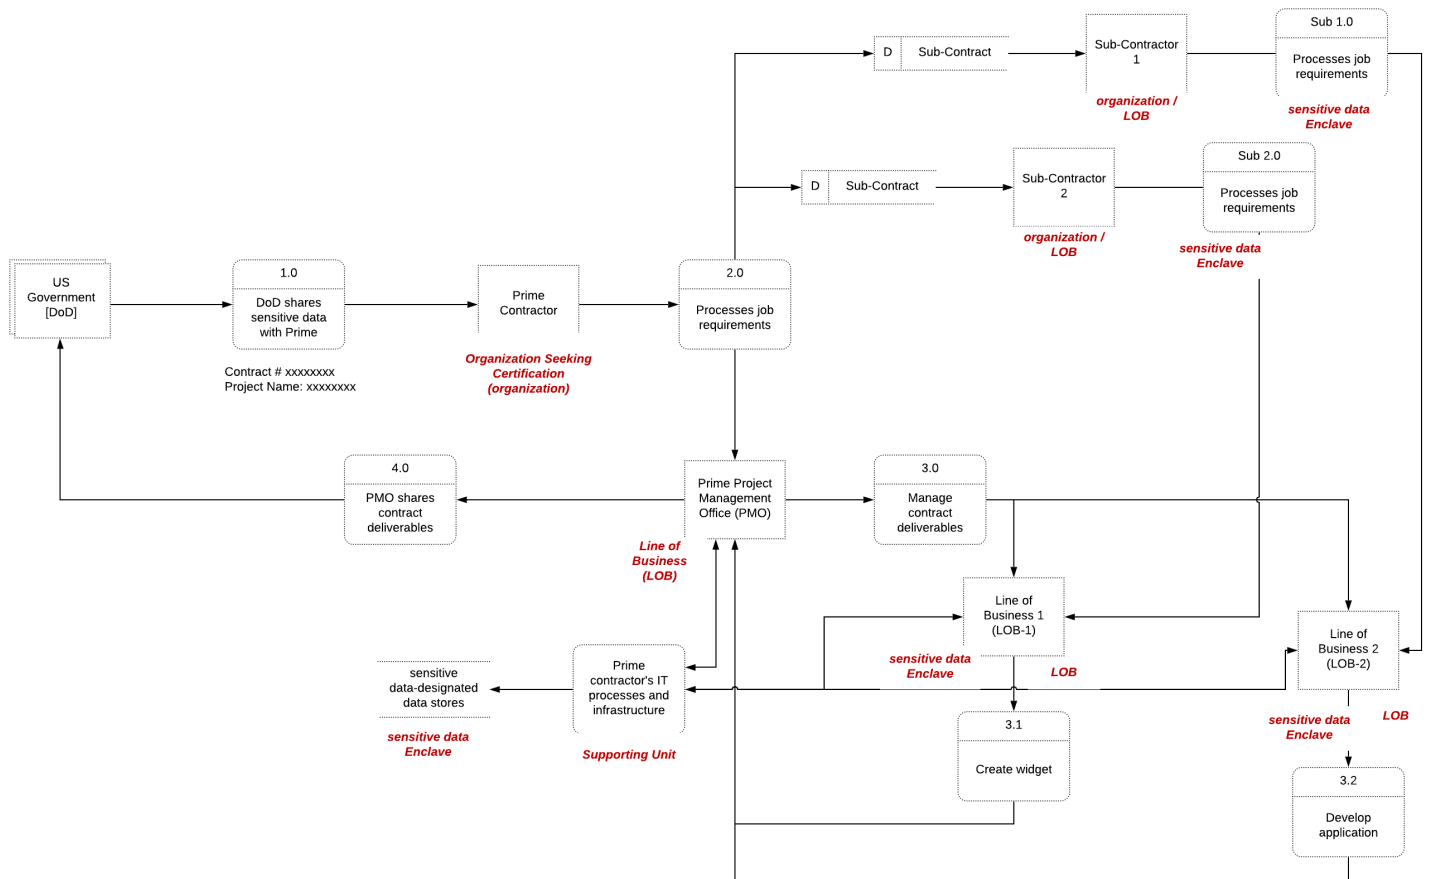 Sub 1.0
D
Sub-Contract
Sub-Contractor
1
Processes job
requirements
organization /
LOB
sensitive data
Enclave
D
Sub-Contract
Sub-Contractor
2
Sub 2.0
Processes job
requirements
organization /
LOB
sensitive data
Enclave
US
Government
[DoD]
1.0
DoD shares
sensitive data
with Prime
Contract # xxxxxxxx
Project Name: xxxxxxxx
Prime
Contractor
Organization Seeking
Certification
(organization)
2.0
Processes job
requirements
4.0
PMO shares
contract
deliverables
Prime Project
Management
Office (PMO)
Line of
Business
(LOB)
3.0
Manage
contract
deliverables
Line of
Business 1
(LOB-1)
sensitive data
Enclave
LOB
Line of
Business 2
(LOB-2)
sensitive data
Enclave
LOB
sensitive
data-designated
data stores
sensitive data
Enclave
Prime
contractor's IT
processes and
infrastructure
Supporting Unit
3.1
Create widget
3.2
Develop
application